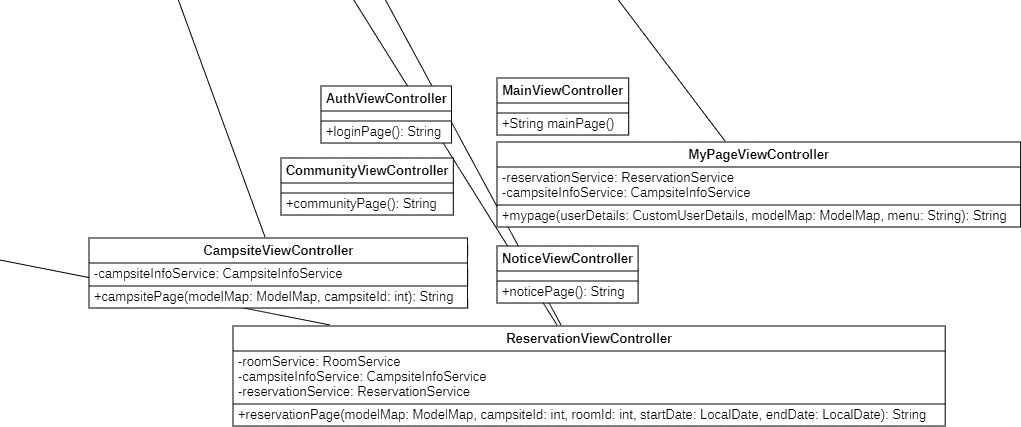 AuthViewController
+loginPage(): String
MainViewController
+String mainPage()
CommunityViewController
+communityPage(): String
MyPageViewController
-reservationService: ReservationService
-campsiteInfoService: CampsiteInfoService
+mypage(userDetails: CustomUserDetails, modelMap: ModelMap, menu: String): String
CampsiteViewController
-campsiteInfoService: CampsiteInfoService
+campsitePage(modelMap: ModelMap, campsiteId: int): String
NoticeViewController
+noticePage(): String
ReservationViewController
-roomService: RoomService
-campsiteInfoService: CampsiteInfoService
-reservationService: ReservationService
+reservationPage(modelMap: ModelMap, campsiteId: int, roomId: int, startDate: LocalDate, endDate: LocalDate): String